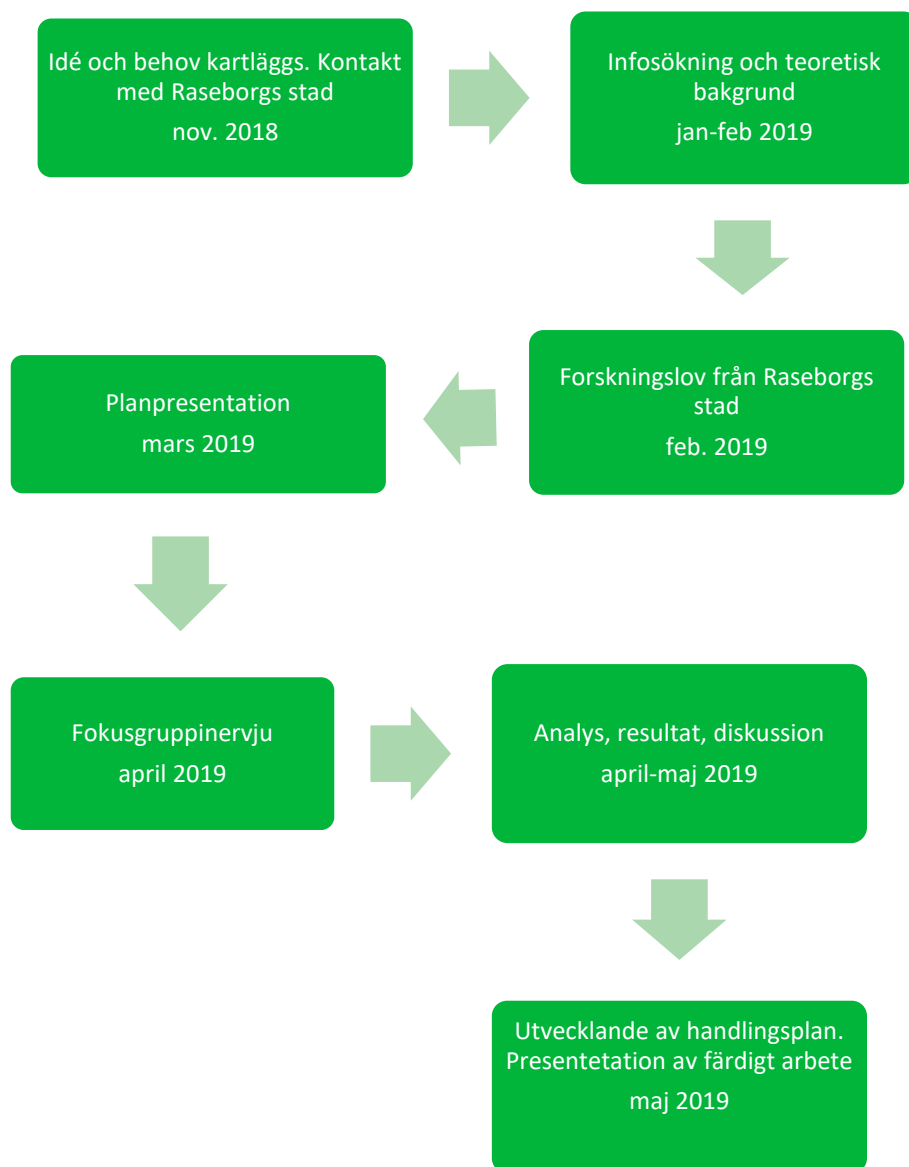 Idé och behov kartläggs. Kontakt
med Raseborgs stad
nov. 2018
Infosökning och teoretisk
bakgrund
jan-feb 2019
Forskningslov från Raseborgs
stad
feb. 2019
Planpresentation
mars 2019
Fokusgruppinervju
april 2019
Analys, resultat, diskussion
april-maj 2019
Utvecklande av handlingsplan.
Presentetation av färdigt arbete
maj 2019